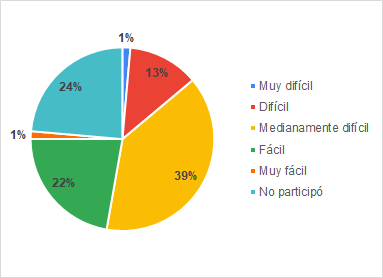 1%
13%
24%
1%
22%
39%
Muy difícil
Difícil
Medianamente difícil
Fácil
Muy fácil
No participó